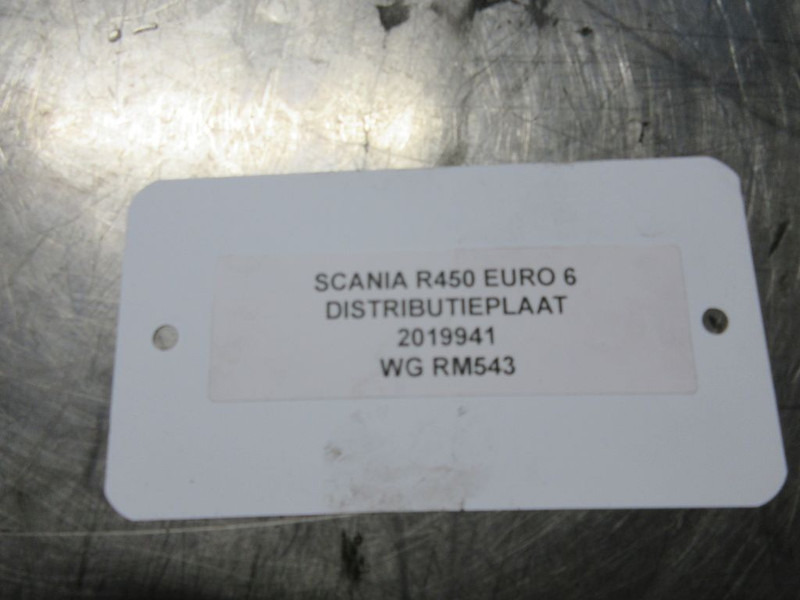 SCANIA R450 EURO 6
DISTRIBUTIEPLAAT
2019941
WG RM543